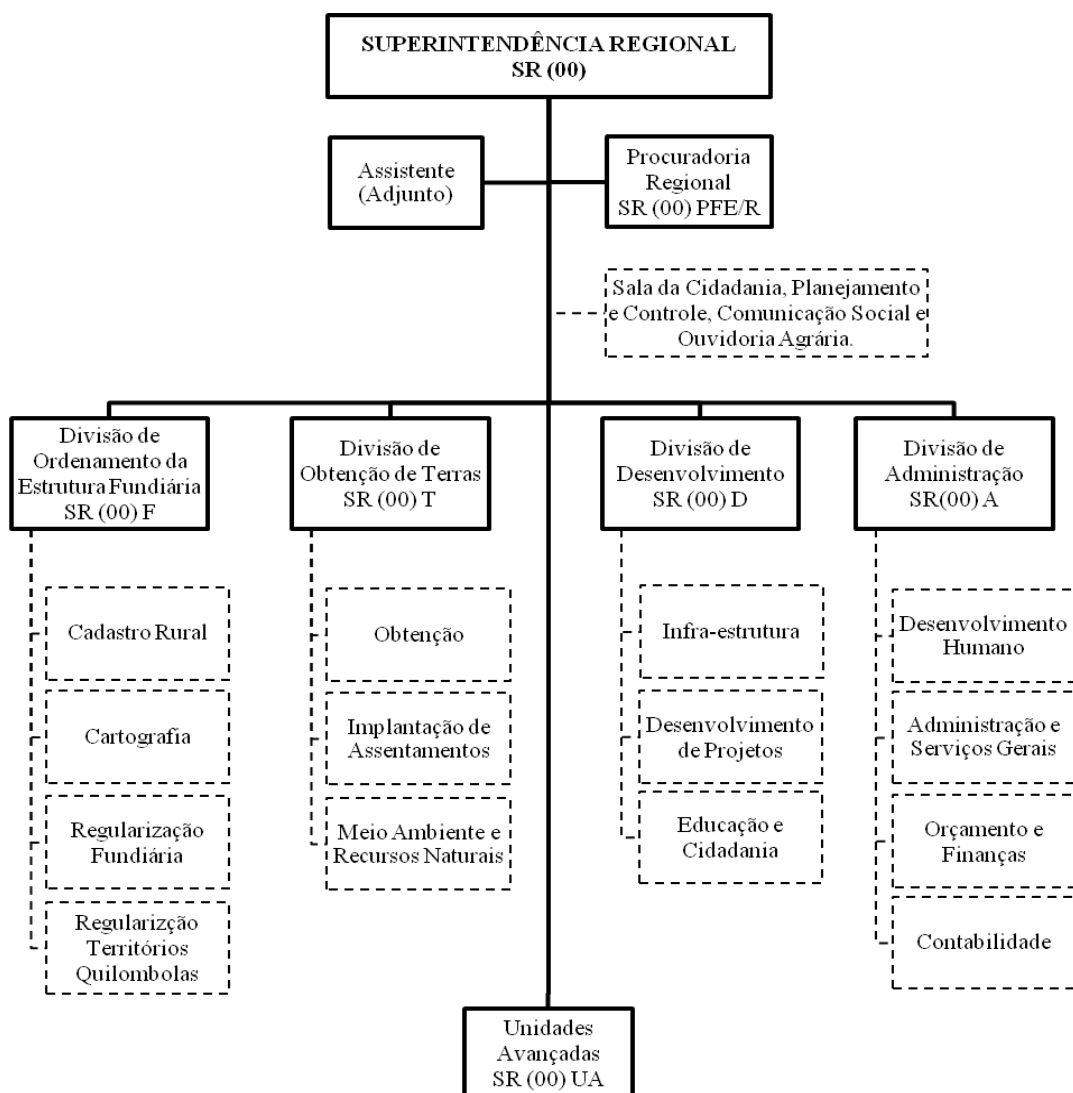 SUPERINTENDÊNCIA REGIONAL
SR (00)
Assistente
(Adjunto)
Procuradoria
Regional
SR (00) PFE/R
Sala da Cidadania, Planejamento
e Controle, Comunicação Social e
Ouvidoria Agrária.
Divisão de
Ordenamento da
Estrutura Fundiária
SR (00) F
Divisão de
Obtenção de Terras
SR (00) T
Divisão de
Desenvolvimento
SR (00) D
Divisão de
Administração
SR(00) A
Cadastro Rural
Cartografia
Regularização
Fundiária
Regularizção
Territórios
Quilombolas
Obtenção
Implantação de
Assentamentos
Meio Ambiente e
Recursos Naturais
Infra-estrutura
Desenvolvimento
de Projetos
Educação e
Cidadania
Desenvolvimento
Humano
Administração e
Serviços Gerais
Orçamento e
Finanças
Contabilidade
Unidades
Avançadas
SR (00) UA